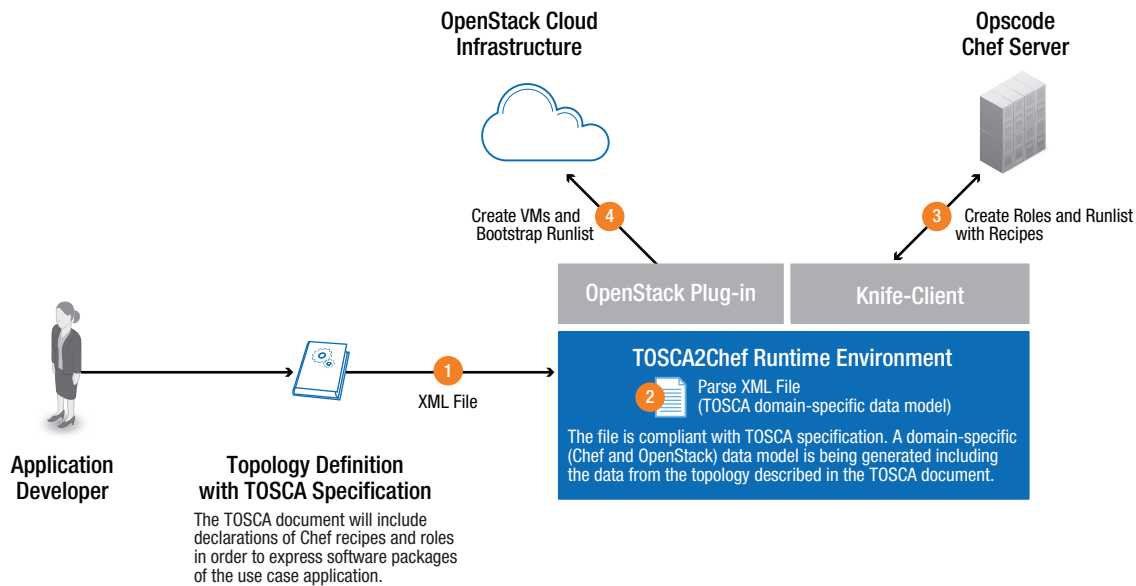 OpenStack Cloud
Infrastructure
Opscode
Chef Server
Create VMs and
Bootstrap Runlist
4
3
Create Roles and Runlist
with Recipes
OpenStack Plug-in
Knife-Client
1
XML File
TOSCA2Chef Runtime Environment
2
Parse XML File
(TOSCA domain-specific data model)
The file is compliant with TOSCA specification. A domain-specific
(Chef and OpenStack) data model is being generated including
the data from the topology described in the TOSCA document.
Application
Developer
Topology Definition
with TOSCA Specification
The TOSCA document will include
declarations of Chef recipes and roles
in order to express software packages
of the use case application.